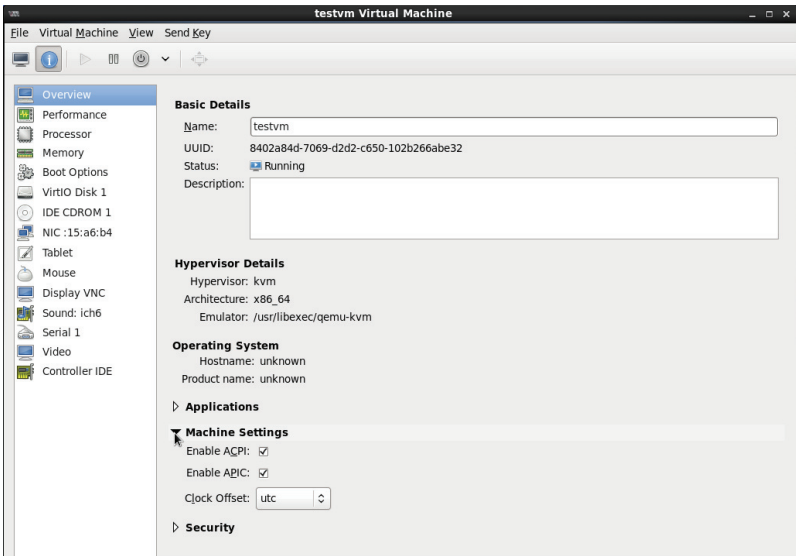 testvm Virtual Machine
File Virtual Machine View Send Key
Overview
Performance
Processor
Memory
Boot Options
VirtIO Disk 1
IDE CDROM 1
NIC :15:a6:b4
Tablet
Mouse
Display VNC
Sound: ich6
Serial 1
Video
Controller IDE
Basic Details
Name: testvm
UUID: 8402a84d-7069-d2d2-c650-102b266abe32
Status: Running
Description:
Hypervisor Details
Hypervisor: kvm
Architecture: x86_64
Emulator: /usr/libexec/qemu-kvm
Operating System
Hostname: unknown
Product name: unknown
Applications
Machine Settings
Enable ACPI:
Enable APIC:
Clock Offset: utc
Security